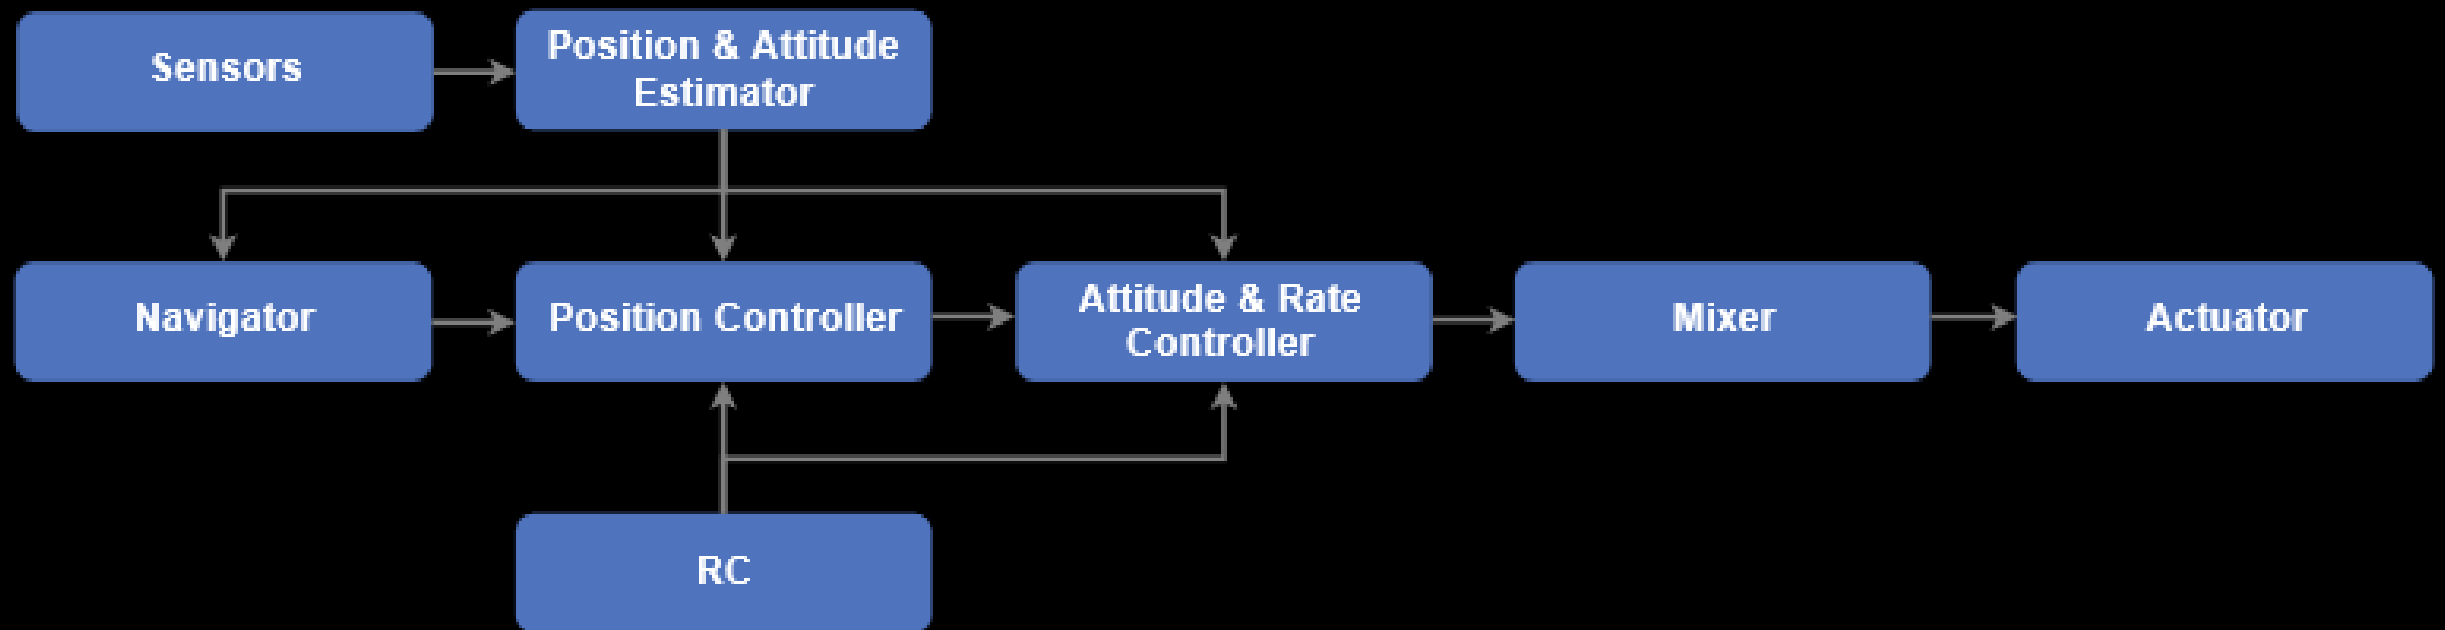 Sensors
Position & Attitude
Estimator
Navigator
Position Controller
Attitude & Rate
Controller
Mixer
Actuator
RC